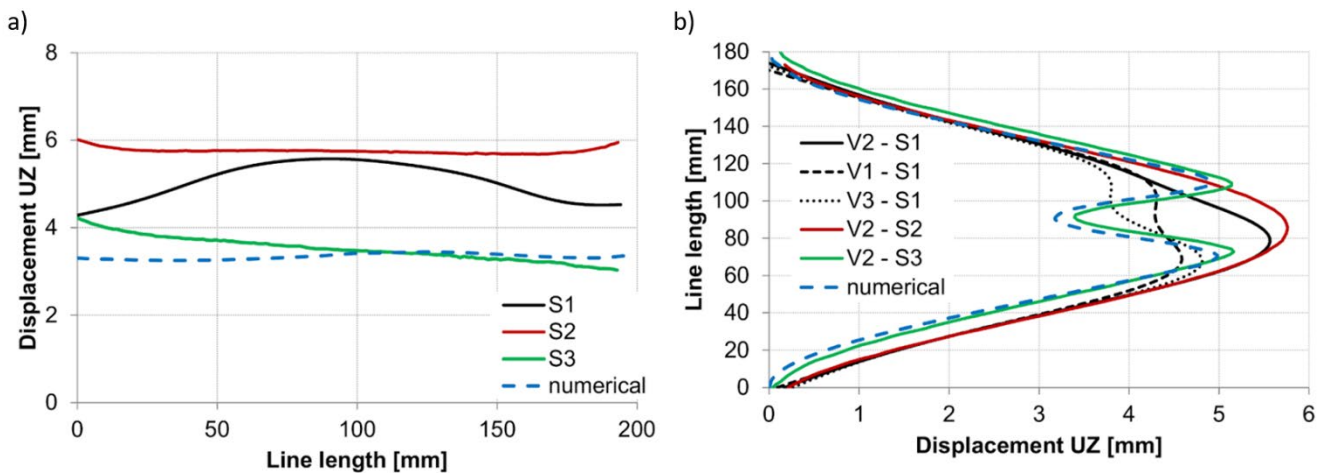 a)
Displacement UZ [mm]
8
6
4
2
0
0 50 100 150 200
Line length [mm]
S1
S2
S3
numerical
b)
Line length [mm]
180
160
140
120
100
80
60
40
20
0
0 1 2 3 4 5 6
Displacement UZ [mm]
V2 - S1
V1 - S1
V3 - S1
V2 - S2
V2 - S3
numerical